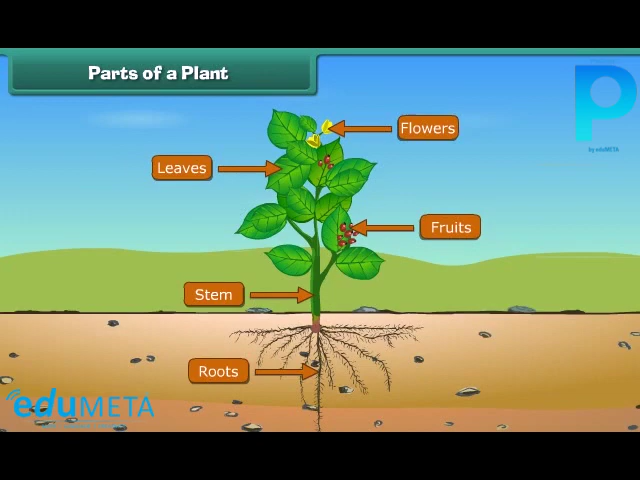 Parts of a Plant
P
by eduMETA
Flowers
Leaves
Fruits
Stem
Roots
eduMETA